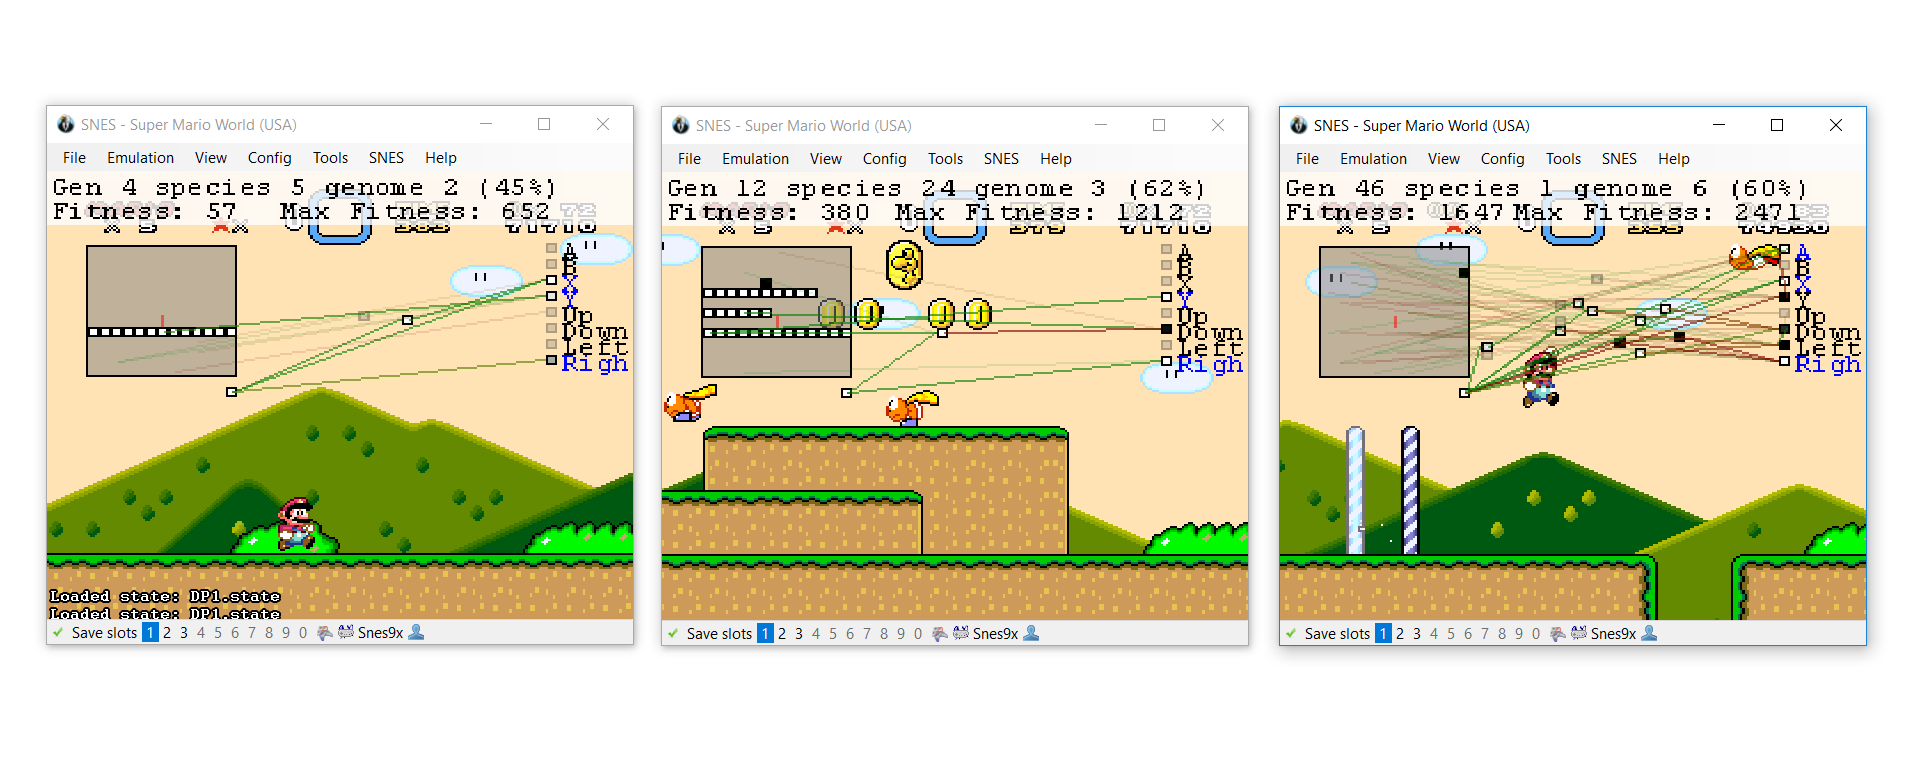 SNES - Super Mario World (USA)
File Emulation View Config Tools SNES Help
Gen 4 species 5 genome 2 (45%)
Fitness: 57 Max Fitness: 652
A
B
X
Y
Up
Down
Left
Righ
Loaded state: DP1.state
Loaded state: DP1.state
Save slots 1 2 3 4 5 6 7 8 9 0 Snes9x
SNES - Super Mario World (USA)
File Emulation View Config Tools SNES Help
Gen 12 species 24 genome 3 (62%)
Fitness: 380 Max Fitness: 1212
A
B
X
Y
Up
Down
Left
Righ
Save slots 1 2 3 4 5 6 7 8 9 0 Snes9x
SNES - Super Mario World (USA)
File Emulation View Config Tools SNES Help
Gen 46 species 1 genome 6 (60%)
Fitness: 1647 Max Fitness: 2471
A
B
X
Y
Up
Down
Left
Righ
Save slots 1 2 3 4 5 6 7 8 9 0 Snes9x